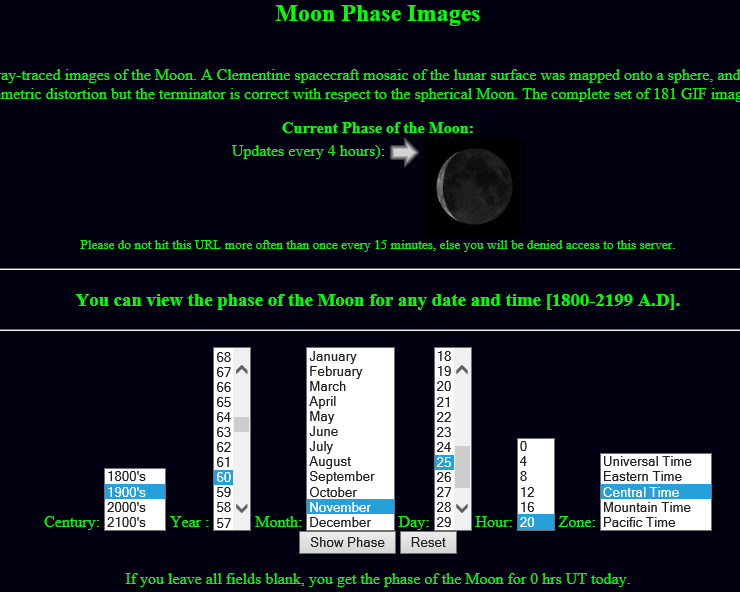 Moon Phase Images
ray-traced images of the Moon. A Clementine spacecraft mosaic of the lunar surface was mapped onto a sphere, and
ometric distortion but the terminator is correct with respect to the spherical Moon. The complete set of 181 GIF imag
Current Phase of the Moon:
Updates every 4 hours):
Please do not hit this URL more often than once every 15 minutes, else you will be denied access to this server.
You can view the phase of the Moon for any date and time [1800-2199 A.D].
Century:
1800's
1900's
2000's
2100's
Year :
68
67
66
65
64
63
62
61
60
59
58
57
Month:
January
February
March
April
May
June
July
August
September
October
November
December
Day:
18
19
20
21
22
23
24
25
26
27
28
29
Hour:
0
4
8
12
16
20
Zone:
Universal Time
Eastern Time
Central Time
Mountain Time
Pacific Time
Show Phase
Reset
If you leave all fields blank, you get the phase of the Moon for 0 hrs UT today.